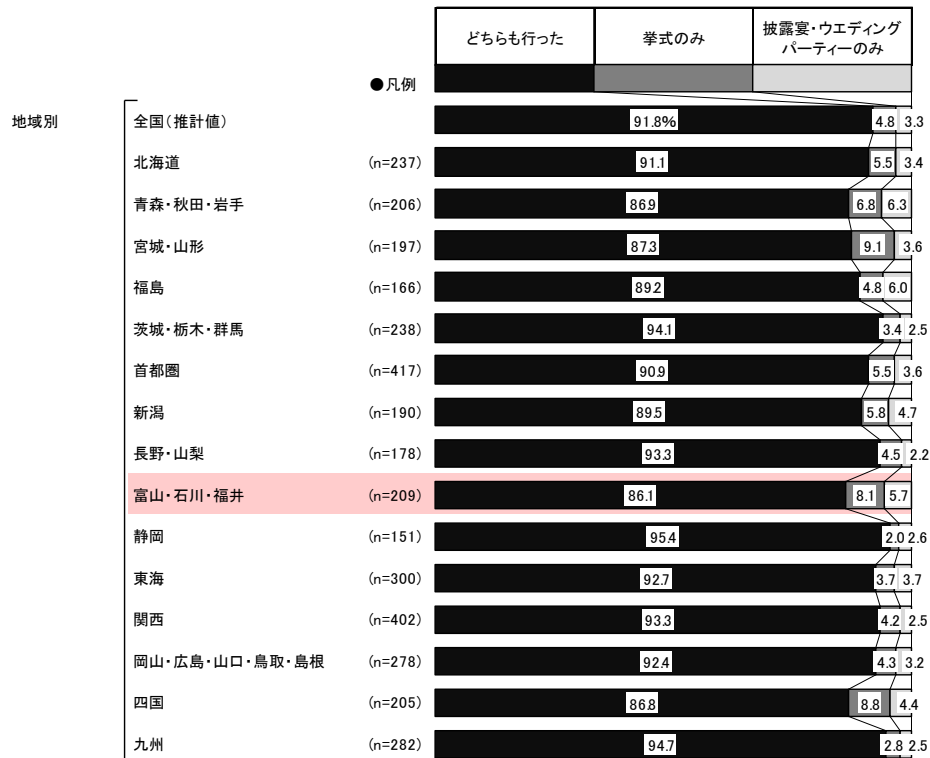 どちらも行った 挙式のみ 披露宴・ウエディング
パーティーのみ
●凡例
地域別 全国(推計値) 91.8% 4.8 3.3
北海道 (n=237) 91.1 5.5 3.4
青森・秋田・岩手 (n=206) 86.9 6.8 6.3
宮城・山形 (n=197) 87.3 9.1 3.6
福島 (n=166) 89.2 4.8 6.0
茨城・栃木・群馬 (n=238) 94.1 3.4 2.5
首都圏 (n=417) 90.9 5.5 3.6
新潟 (n=190) 89.5 5.8 4.7
長野・山梨 (n=178) 93.3 4.5 2.2
富山・石川・福井 (n=209) 86.1 8.1 5.7
静岡 (n=151) 95.4 2.0 2.6
東海 (n=300) 92.7 3.7 3.7
関西 (n=402) 93.3 4.2 2.5
岡山・広島・山口・鳥取・島根 (n=278) 92.4 4.3 3.2
四国 (n=205) 86.8 8.8 4.4
九州 (n=282) 94.7 2.8 2.5